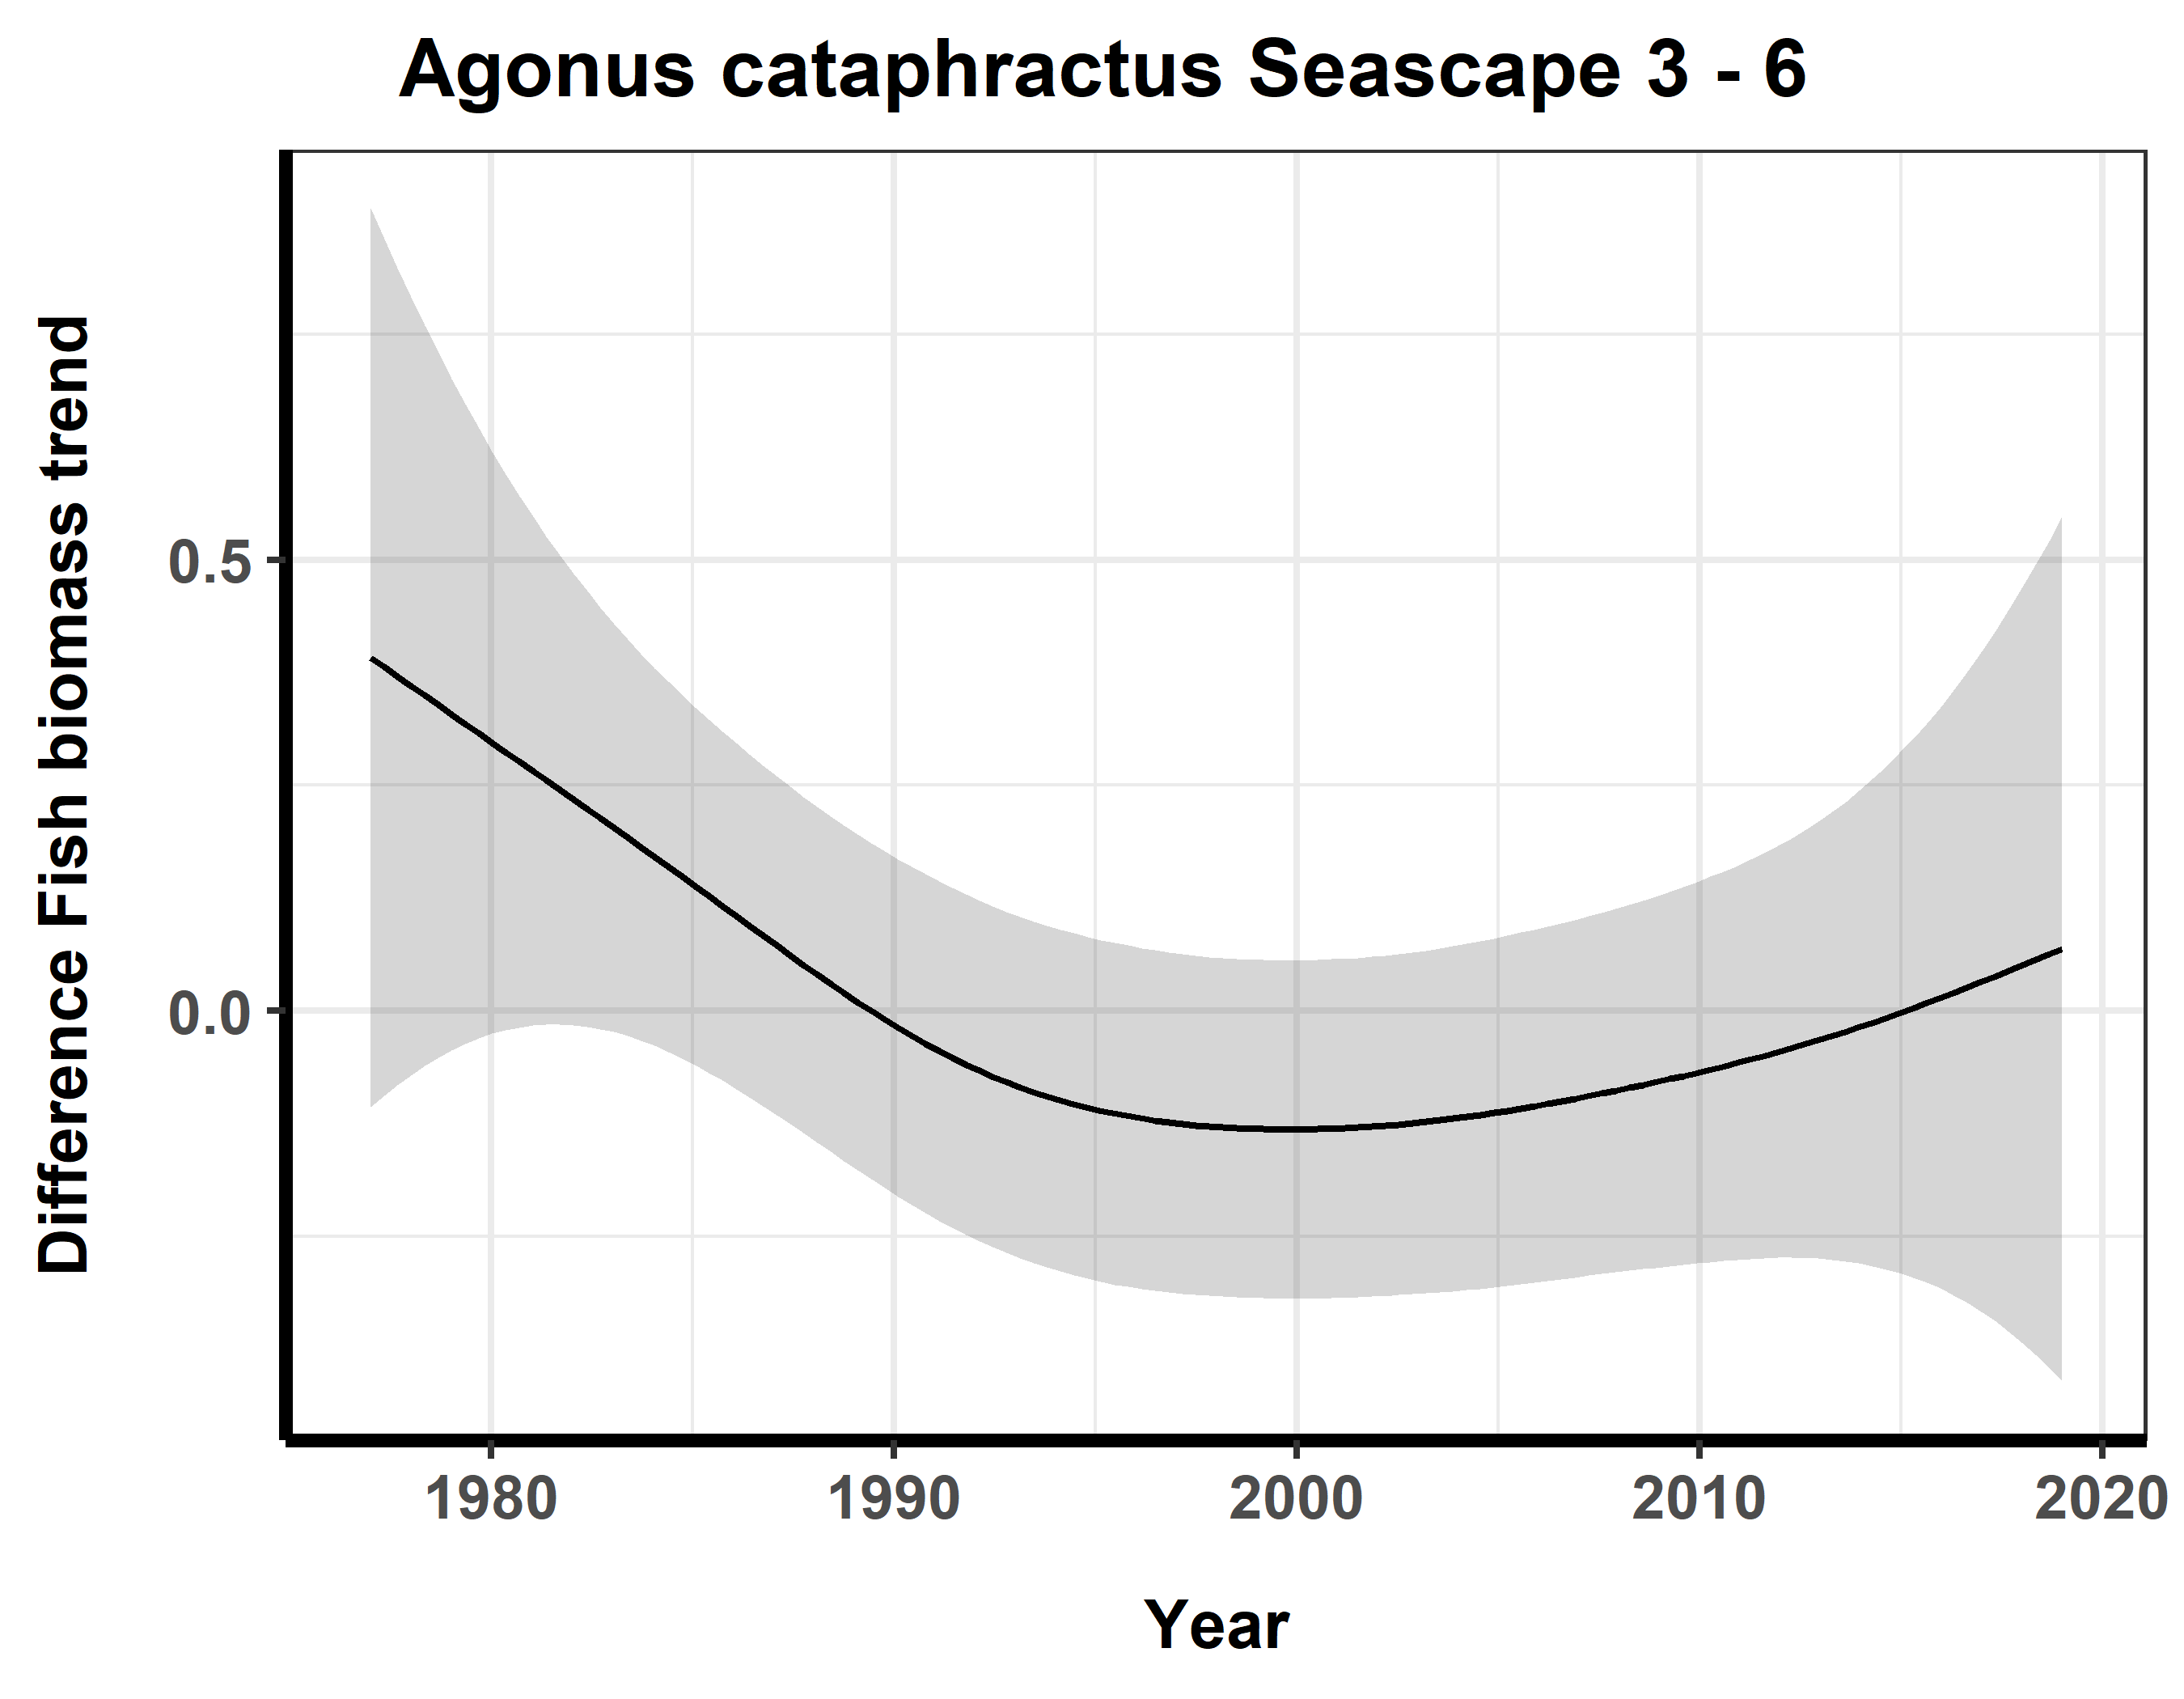 Agonus cataphractus Seascape 3 - 6
Difference Fish biomass trend
0.5
0.0
1980
1990
2000
2010
2020
Year